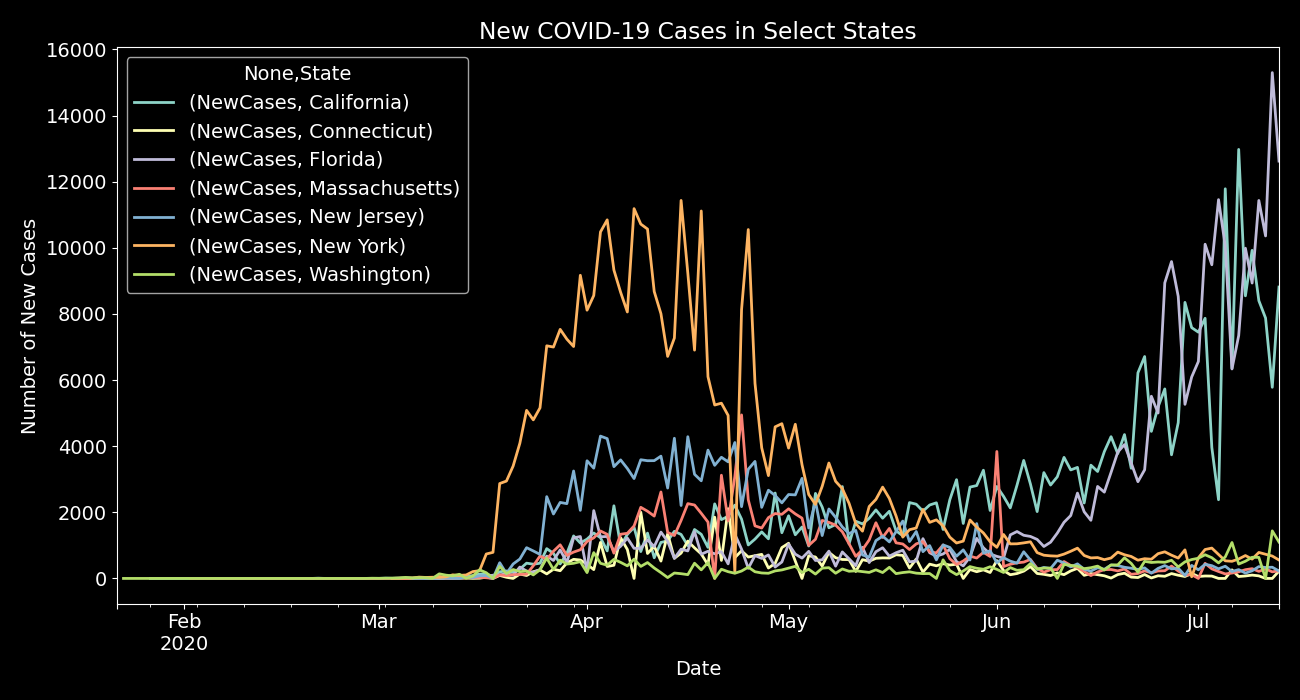 New COVID-19 Cases in Select States
16000
14000
12000
10000
8000
6000
4000
2000
0
Number of New Cases
None,State
(NewCases, California)
(NewCases, Connecticut)
(NewCases, Florida)
(NewCases, Massachusetts)
(NewCases, New Jersey)
(NewCases, New York)
(NewCases, Washington)
Feb Mar Apr May Jun Jul
2020
Date